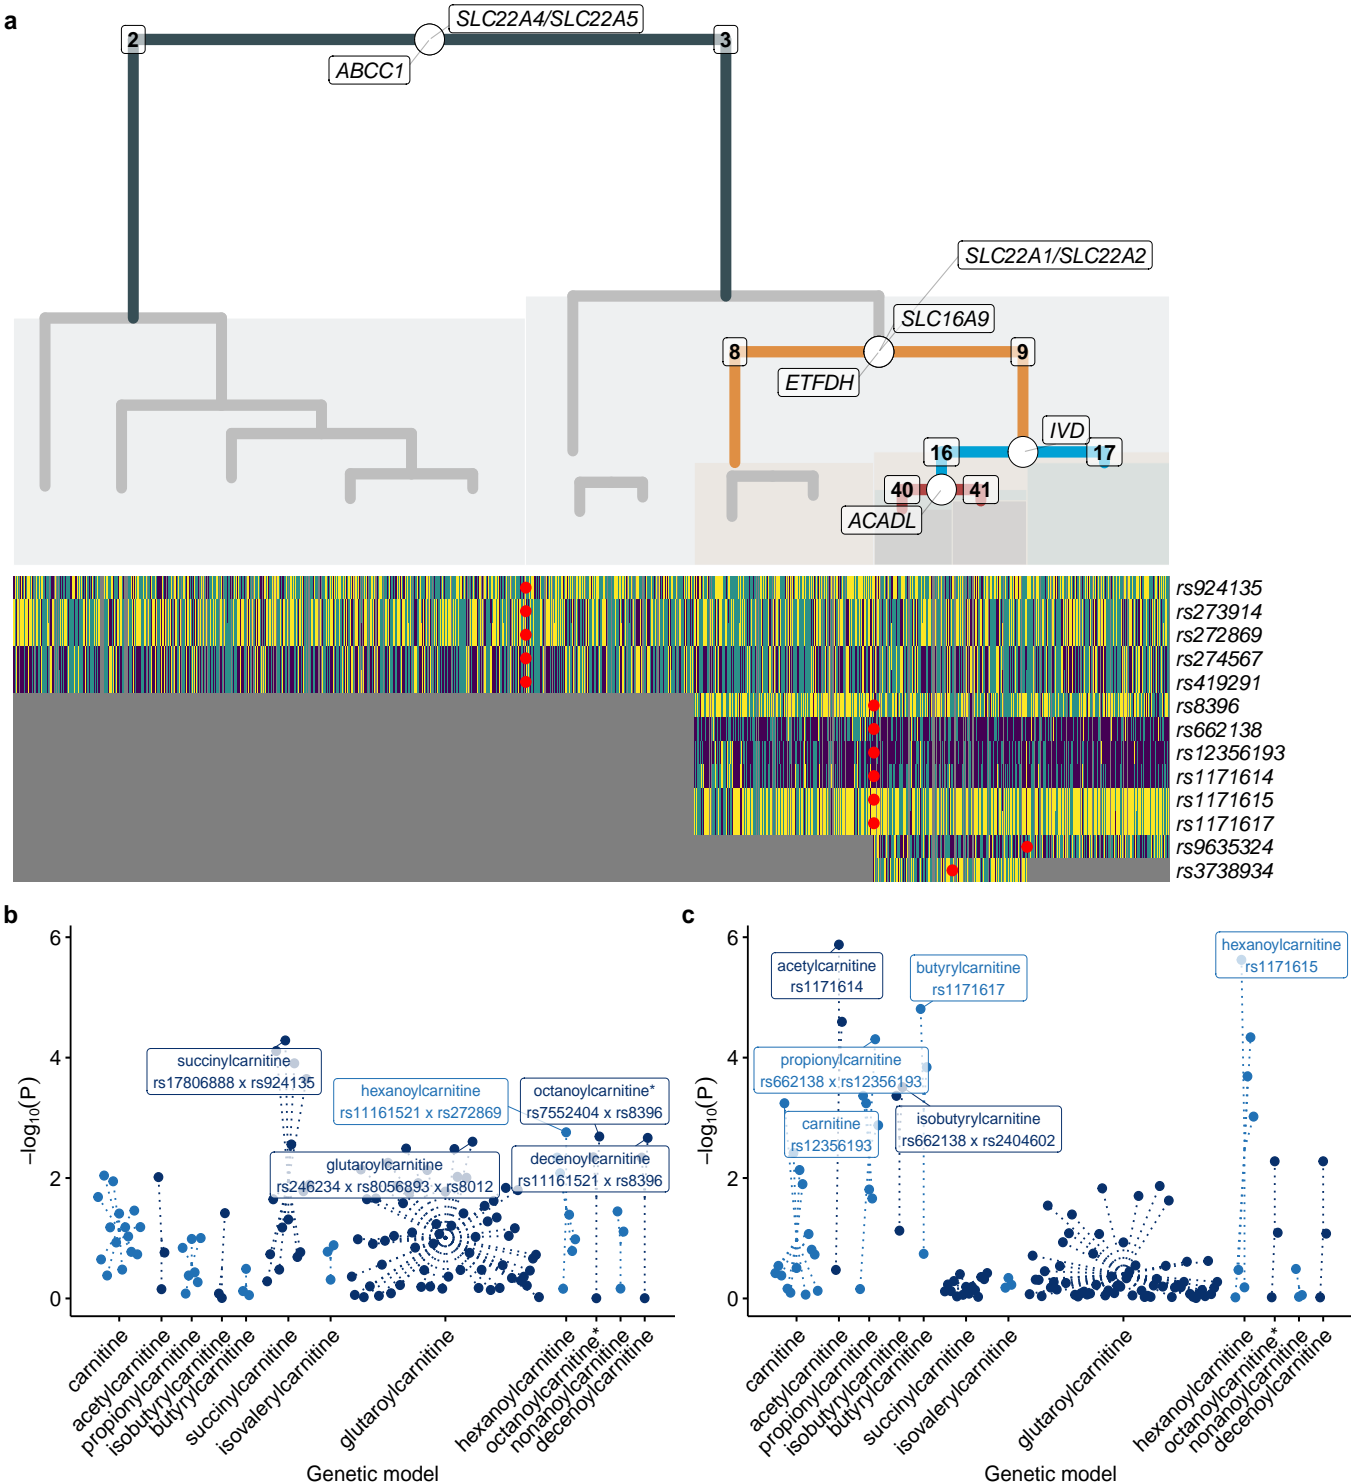 a
SLC22A4/SLC22A5
2
3
ABCC1
SLC22A1/SLC22A2
SLC16A9
8
9
ETFDH
IVD
16
17
40
41
ACADL
rs924135
rs273914
rs272869
rs274567
rs419291
rs8396
rs662138
rs12356193
rs1171614
rs1171615
rs1171617
rs9635324
rs3738934
b
−log10(P)
6
4
2
0
succinylcarnitine
rs17806888 x rs924135
hexanoylcarnitine
rs11161521 x rs272869
octanoylcarnitine*
rs7552404 x rs8396
glutaroylcarnitine
rs246234 x rs8056893 x rs8012
decenoylcarnitine
rs11161521 x rs8396
carnitine
acetylcarnitine
propionylcarnitine
isobutyrylcarnitine
butyrylcarnitine
succinylcarnitine
isovalerylcarnitine
glutaroylcarnitine
hexanoylcarnitine
octanoylcarnitine*
nonanoylcarnitine
decenoylcarnitine
Genetic model
c
−log10(P)
6
4
2
0
acetylcarnitine
rs1171614
butyrylcarnitine
rs1171617
hexanoylcarnitine
rs1171615
propionylcarnitine
rs662138 x rs12356193
carnitine
rs12356193
isobutyrylcarnitine
rs662138 x rs2404602
carnitine
acetylcarnitine
propionylcarnitine
isobutyrylcarnitine
butyrylcarnitine
succinylcarnitine
isovalerylcarnitine
glutaroylcarnitine
hexanoylcarnitine
octanoylcarnitine*
nonanoylcarnitine
decenoylcarnitine
Genetic model